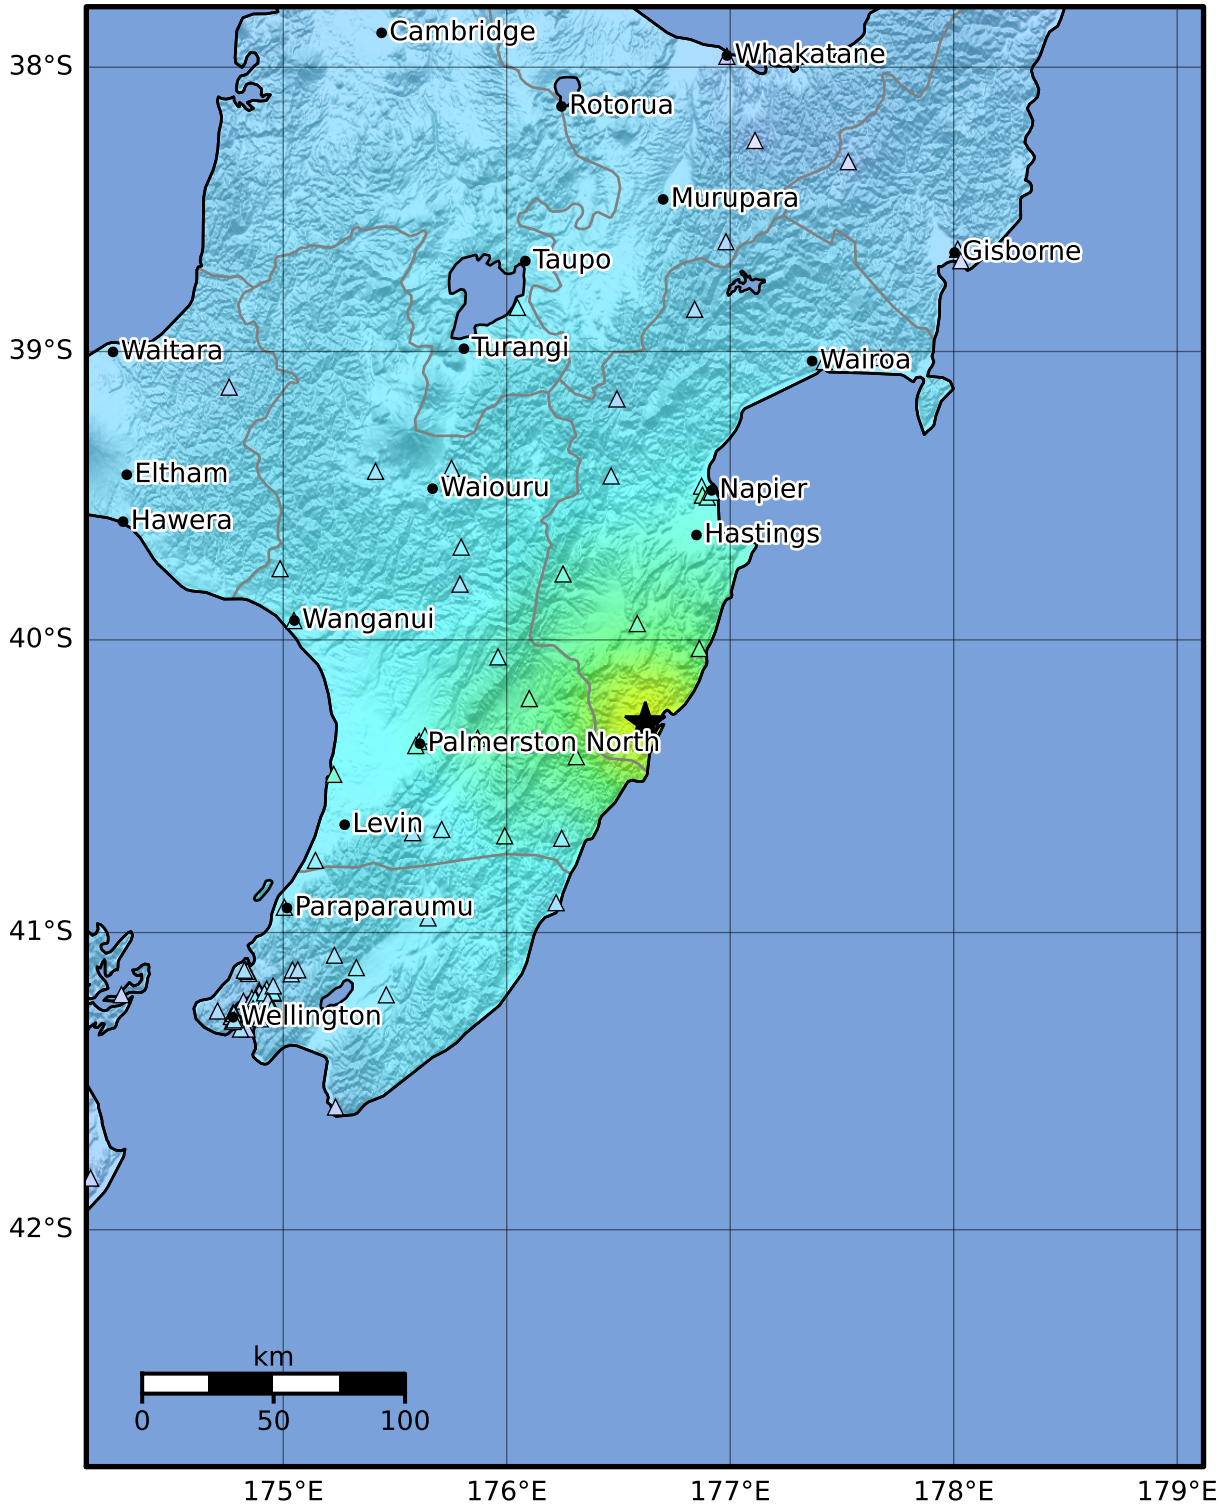 Cambridge
Whakatane
38°S
Rotorua
Murupara
Gisborne
Taupo
Turangi
39°S
Waitara
Wairoa
Eltham
Waiouru
Napier
Hawera
Hastings
Wanganui
40°S
Palmerston North
Levin
Paraparaumu
41°S
Wellington
42°S
km
0 50 100
175°E 176°E 177°E 178°E 179°E